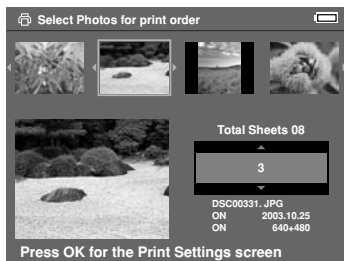 Select Photos for print order
Total Sheets 08
3
DSC00331. JPG
ON 2003.10.25
ON 640+480
Press OK for the Print Settings screen